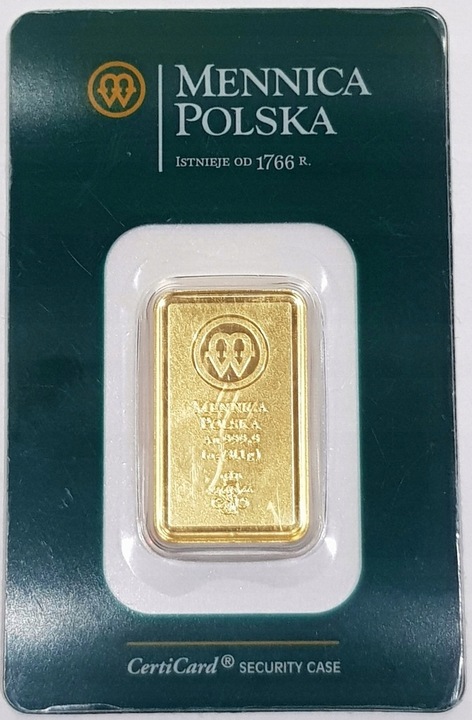 MENNICA
POLSKA
ISTNIEJE OD 1766 R.
MENNICA
POLSKA
Au 999,9
CertiCard® SECURITY CASE